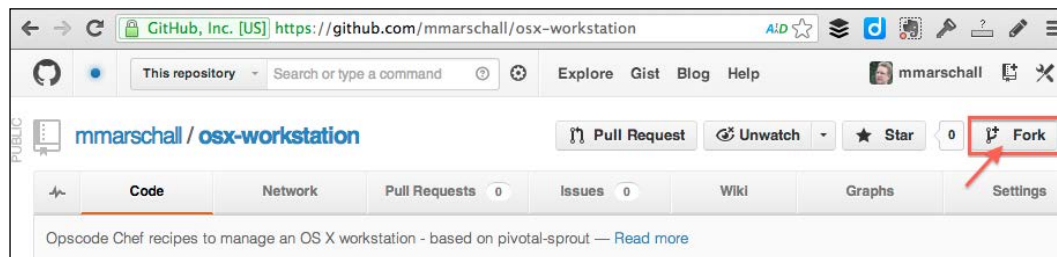 GitHub, Inc. [US] https://github.com/mmarschall/osx-workstation
This repository Search or type a command Explore Gist Blog Help mmarschall
PUBLIC
mmarschall / osx-workstation Pull Request Unwatch Star 0 Fork
Code Network Pull Requests 0 Issues 0 Wiki Graphs Settings
Opscode Chef recipes to manage an OS X workstation - based on pivotal-sprout — Read more